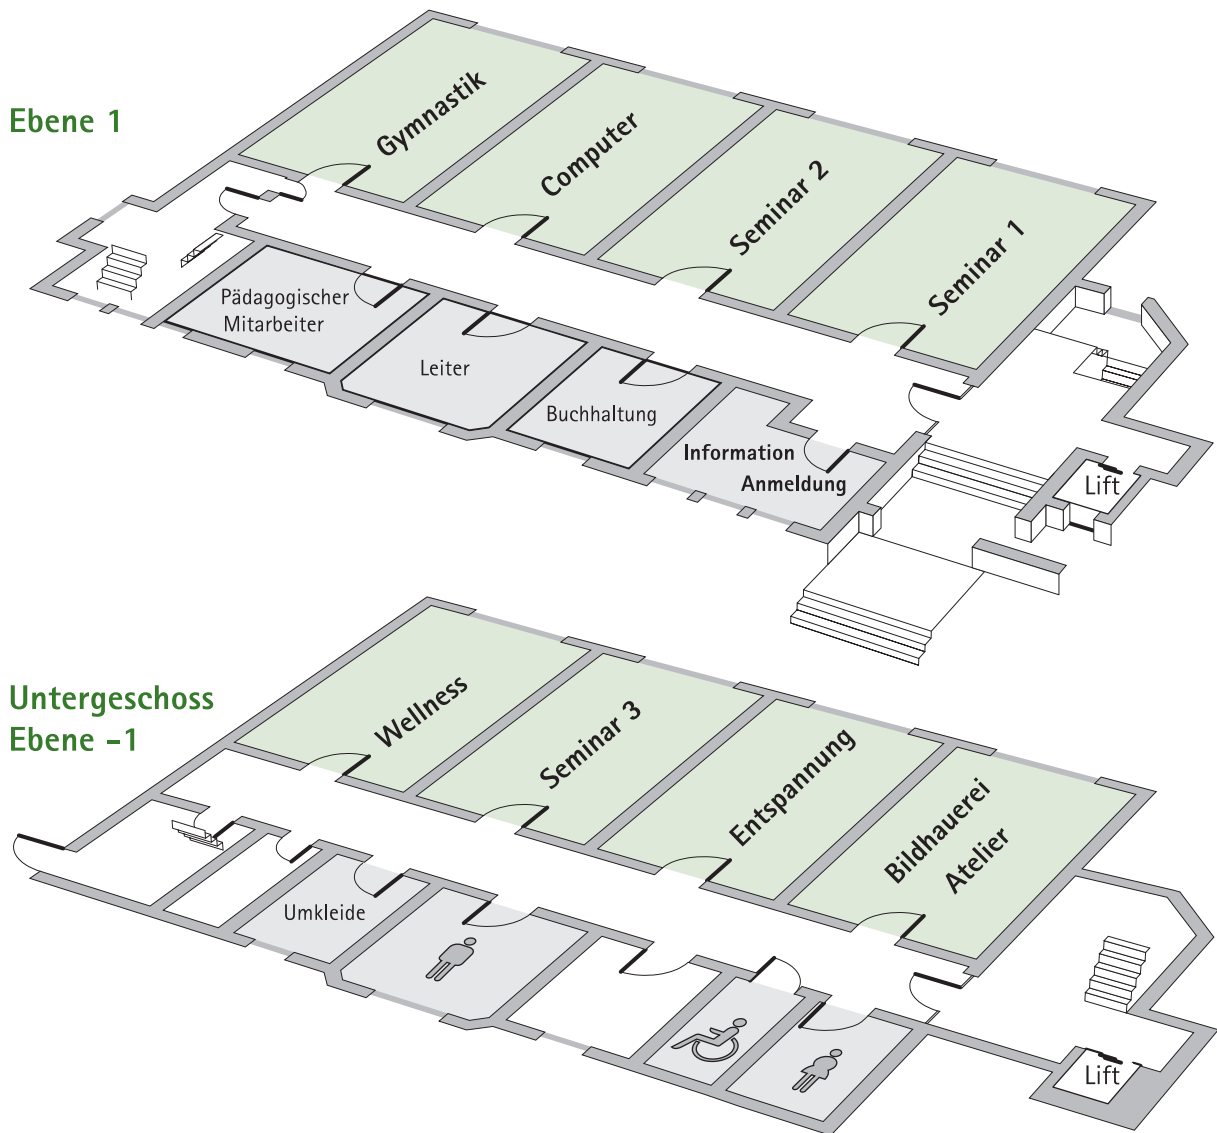 Ebene 1
Gymnastik
Computer
Seminar 2
Seminar 1
Pädagogischer
Mitarbeiter
Leiter
Buchhaltung
Information
Anmeldung
Lift
Untergeschoss
Ebene -1
Wellness
Seminar 3
Entspannung
Bildhauerei
Atelier
Umkleide
Lift